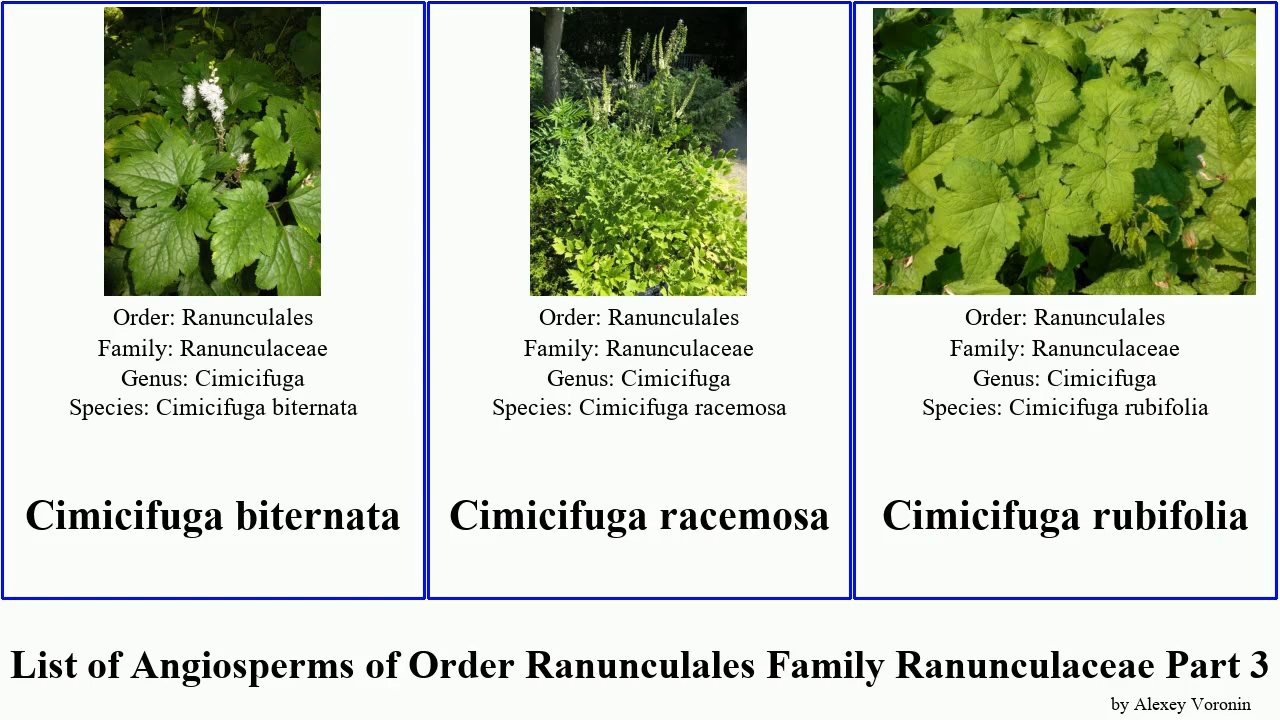 Order: Ranunculales
Family: Ranunculaceae
Genus: Cimicifuga
Species: Cimicifuga biternata
Cimicifuga biternata
Order: Ranunculales
Family: Ranunculaceae
Genus: Cimicifuga
Species: Cimicifuga racemosa
Cimicifuga racemosa
Order: Ranunculales
Family: Ranunculaceae
Genus: Cimicifuga
Species: Cimicifuga rubifolia
Cimicifuga rubifolia
List of Angiosperms of Order Ranunculales Family Ranunculaceae Part 3
by Alexey Voronin